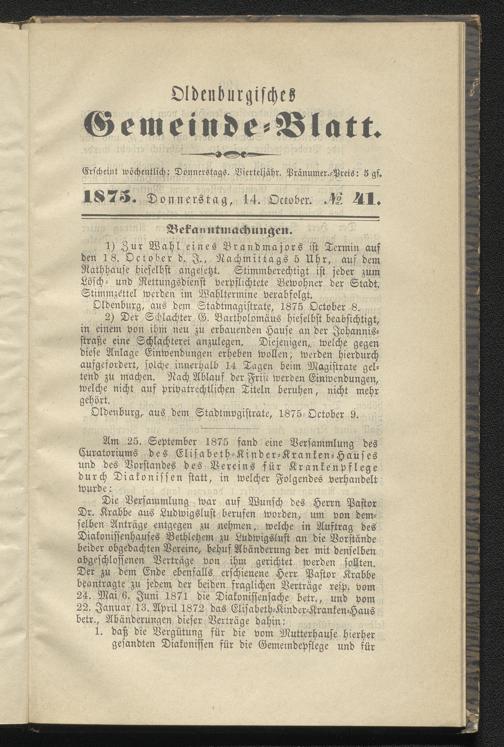 Oldenburgisches
Gemeinde-Blatt.
Erscheint wöchentlich; Donnerstags. Vierteljähr. Pränumer.-Preis: 5 gs.
1875. Donnerstag, 14. October. № 41.
Bekanntmachungen.
1) Zur Wahl eines Brandmajors ist Termin auf
den 18. October d. J., Nachmittags 5 Uhr, auf dem
Rathhause hieselbst angesetzt. Stimmberechtigt ist jeder zum
Lösch- und Rettungsdienst verpflichtete Bewohner der Stadt.
Stimmzettel werden im Wahltermine verabfolgt.
Oldenburg, aus dem Stadtmagistrate, 1875 October 8.
2) Der Schlachter G. Bartholomäus hieselbst beabsichtigt,
in einem von ihm neu zu erbauenden Hause an der Johannis-
straße eine Schlachterei anzulegen. Diejenigen, welche gegen
diese Anlage Einwendungen erheben wollen, werden hierdurch
aufgefordert, solche innerhalb 14 Tagen beim Magistrate gel-
tend zu machen. Nach Ablauf der Frist werden Einwendungen,
welche nicht auf privatrechtlichen Titeln beruhen, nicht mehr
gehört.
Oldenburg, aus dem Stadtmagistrate, 1875 October 9.
Am 25. September 1875 fand eine Versammlung des
Curatoriums des Elisabeth-Kinder-Kranken-Hauses
und des Vorstandes des Vereins für Krankenpflege
durch Diakonissen statt, in welcher Folgendes verhandelt
wurde:
Die Versammlung war auf Wunsch des Herrn Pastor
Dr. Krabbe aus Ludwigslust berufen worden, um von dem-
selben Anträge entgegen zu nehmen, welche in Auftrag des
Diakonissenhauses Bethlehem zu Ludwigslust an die Vorstände
beider obgedachten Vereine, behuf Abänderung der mit denselben
abgeschlossenen Verträge von ihm gerichtet werden sollten.
Der zu dem Ende ebenfalls erschienene Herr Pastor Krabbe
beantragte zu jedem der beiden fraglichen Verträge resp. vom
24. Mai/6. Juni 1871 die Diakonissensache betr., und vom
22. Januar/13. April 1872 das Elisabeth-Kinder-Kranken-Haus
betr., Abänderungen dieser Verträge dahin:
1. daß die Vergütung für die vom Mutterhause hierher
gesandten Diakonissen für die Gemeindepflege und für